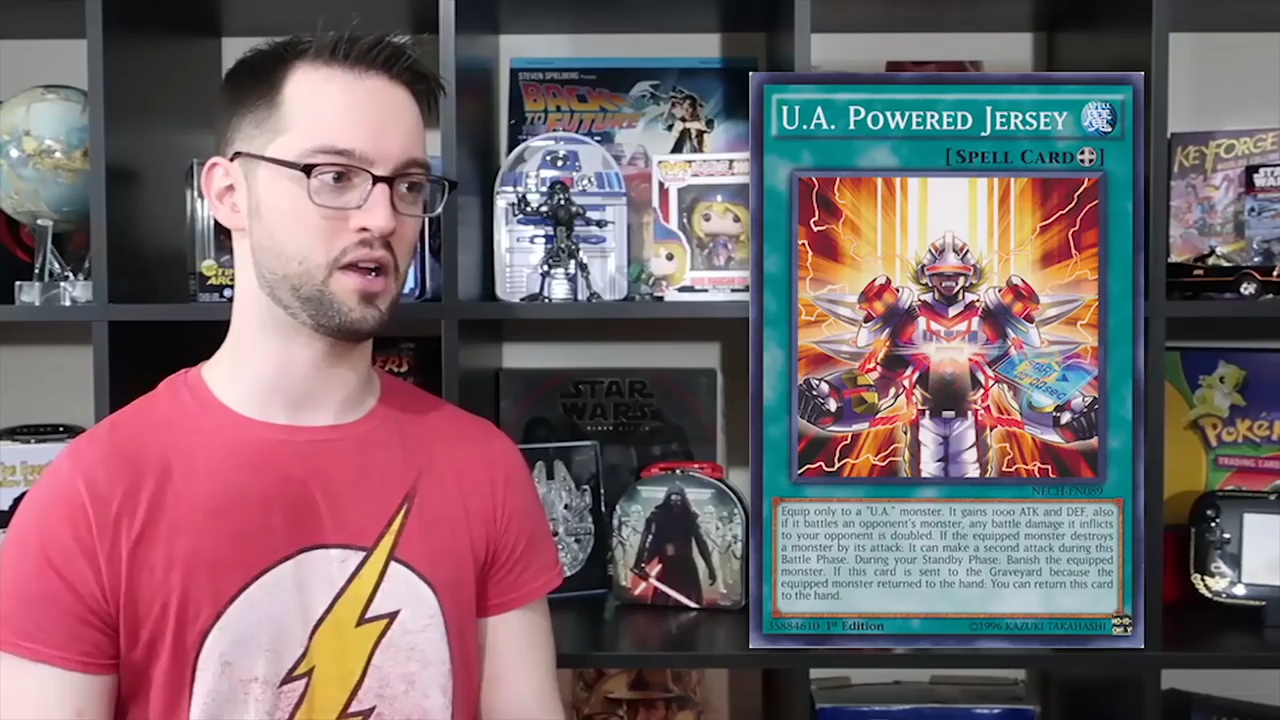 STEVEN SPIELBERG Presents
BACK
TO THE
FUTURE
U.A. POWERED JERSEY
[SPELL CARD]
KEYFORGE
STAR
WARS
START
STAR
WARS
Pokémon
TRADING CARD
NECH-EN089
Equip only to a "U.A." monster. It gains 1000 ATK and DEF, also
if it battles an opponent's monster, any battle damage it inflicts
to your opponent is doubled. If the equipped monster destroys
a monster by its attack: It can make a second attack during this
Battle Phase. During your Standby Phase: Banish the equipped
monster. If this card is sent to the Graveyard because the
equipped monster returned to the hand: You can return this card
to the hand.
35884610 1st Edition
©1996 KAZUKI TAKAHASHI